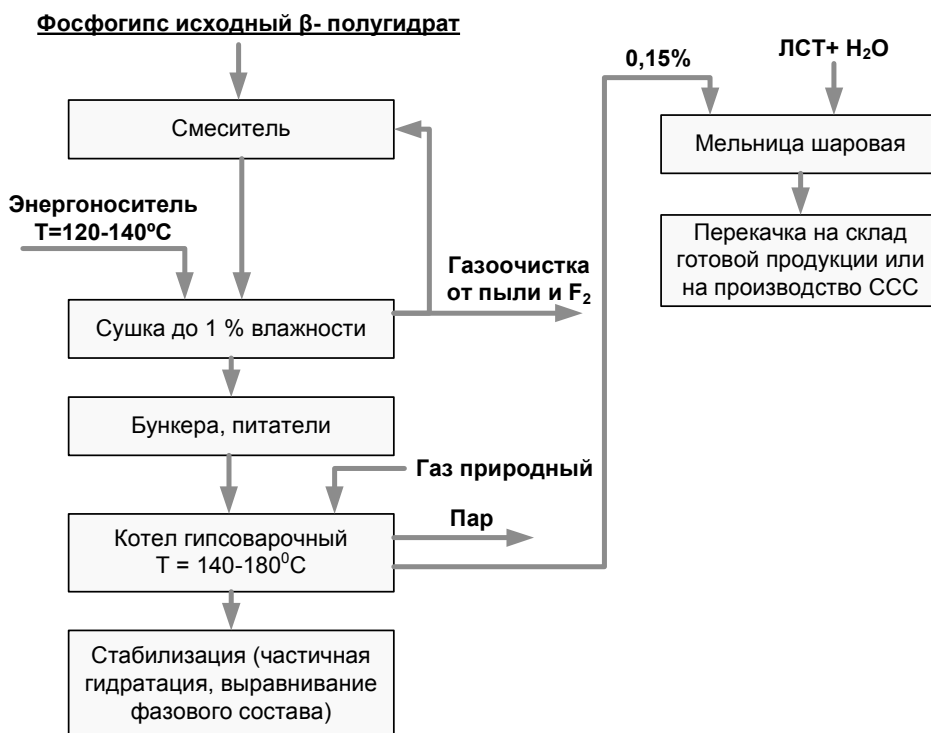 Фосфогипс исходный β- полугидрат
Смеситель
Энергоноситель
T=120-140ºC
Газоочистка
от пыли и F₂
Сушка до 1 % влажности
Бункера, питатели
Газ природный
Котел гипсоварочный
T = 140-180⁰C
Пар
Стабилизация (частичная
гидратация, выравнивание
фазового состава)
0,15%
ЛСТ+ H₂O
Мельница шаровая
Перекачка на склад
готовой продукции или
на производство ССС